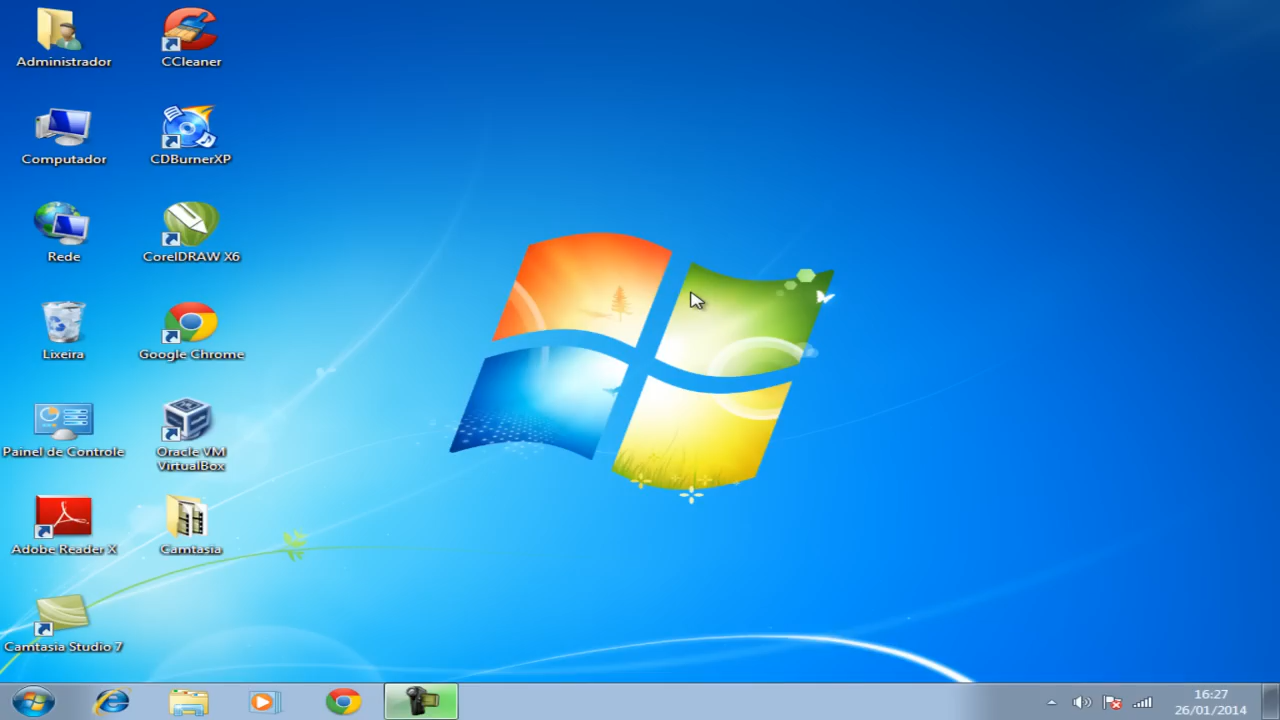 Administrador
CCleaner
Computador
CDBurnerXP
Rede
CorelDRAW X6
Lixeira
Google Chrome
Painel de Controle
Oracle VM
VirtualBox
Adobe Reader X
Camtasia
Camtasia Studio 7
16:27
26/01/2014